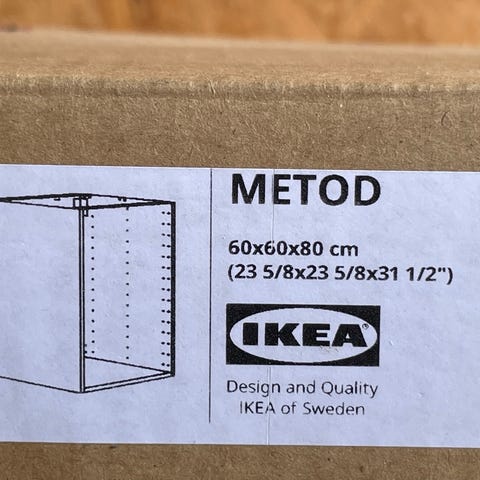 METOD
60x60x80 cm
(23 5/8x23 5/8x31 1/2")
IKEA®
Design and Quality
IKEA of Sweden